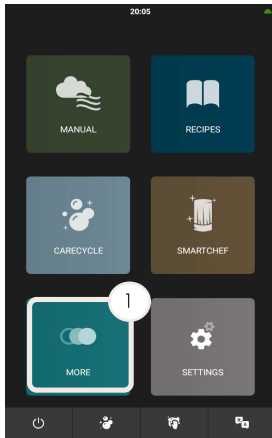 20:05
MANUAL
RECIPES
CARECYCLE
SMARTCHEF
1
MORE
SETTINGS